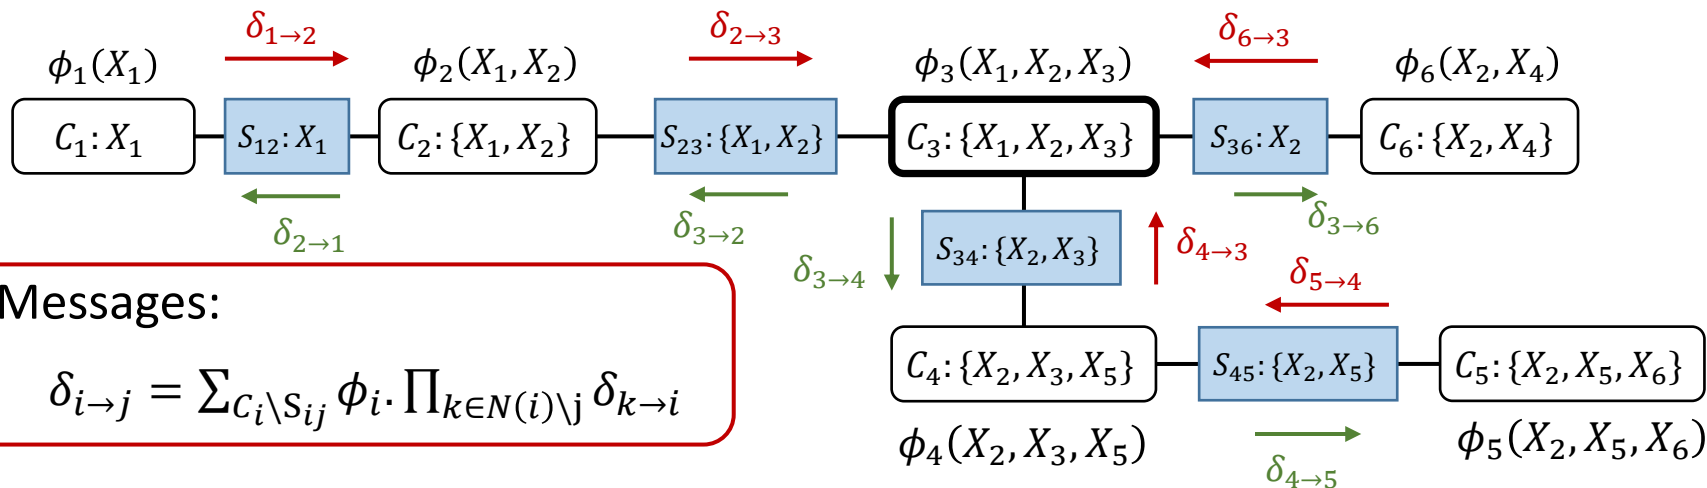 δ₁→₂ δ₂→₃ δ₆→₃
ϕ₁(X₁) ϕ₂(X₁, X₂) ϕ₃(X₁, X₂, X₃) ϕ₆(X₂, X₄)
C₁: X₁ S₁₂: X₁ C₂: {X₁, X₂} S₂₃: {X₁, X₂} C₃: {X₁, X₂, X₃} S₃₆: X₂ C₆: {X₂, X₄}
δ₂→₁ δ₃→₂ δ₃→₆
δ₃→₄ S₃₄: {X₂, X₃} δ₄→₃
δ₅→₄
Messages:
C₄: {X₂, X₃, X₅} S₄₅: {X₂, X₅} C₅: {X₂, X₅, X₆}
δᵢ→ⱼ = ∑_{Cᵢ\Sᵢⱼ} ϕᵢ. ∏_{k∈N(i)\j} δₖ→ᵢ
ϕ₄(X₂, X₃, X₅) ϕ₅(X₂, X₅, X₆)
δ₄→₅